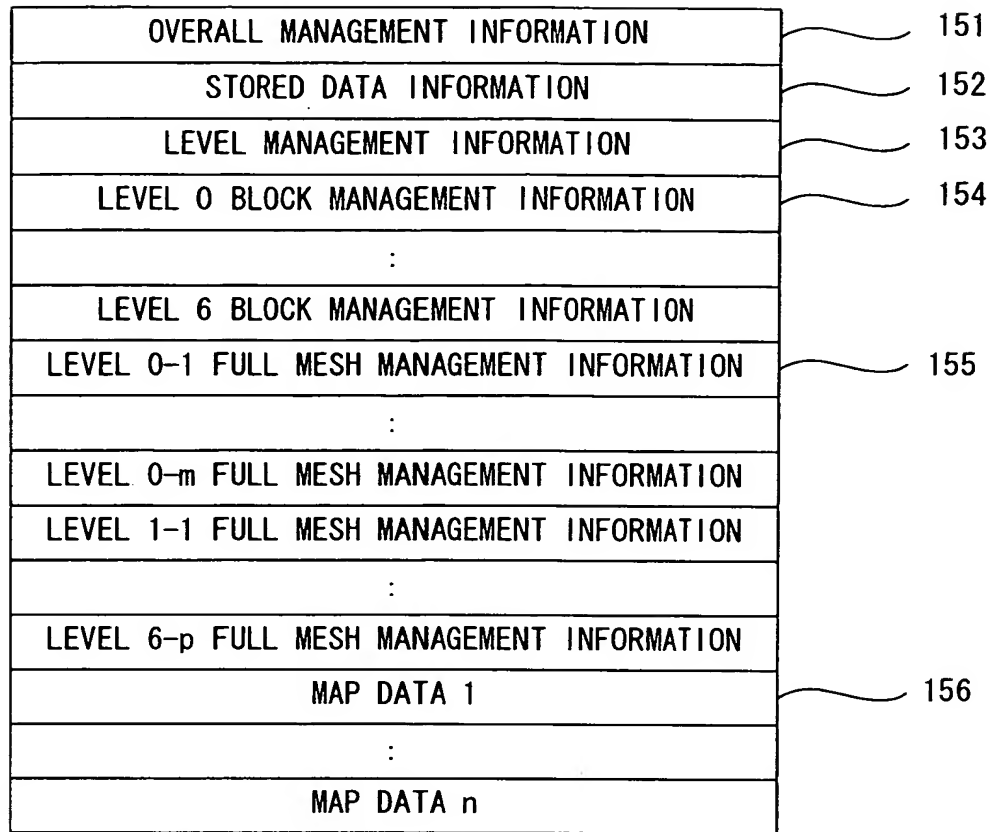 OVERALL MANAGEMENT INFORMATION 151
STORED DATA INFORMATION 152
LEVEL MANAGEMENT INFORMATION 153
LEVEL 0 BLOCK MANAGEMENT INFORMATION 154
:
LEVEL 6 BLOCK MANAGEMENT INFORMATION
LEVEL 0-1 FULL MESH MANAGEMENT INFORMATION 155
:
LEVEL 0-m FULL MESH MANAGEMENT INFORMATION
LEVEL 1-1 FULL MESH MANAGEMENT INFORMATION
:
LEVEL 6-p FULL MESH MANAGEMENT INFORMATION
MAP DATA 1 156
:
MAP DATA n